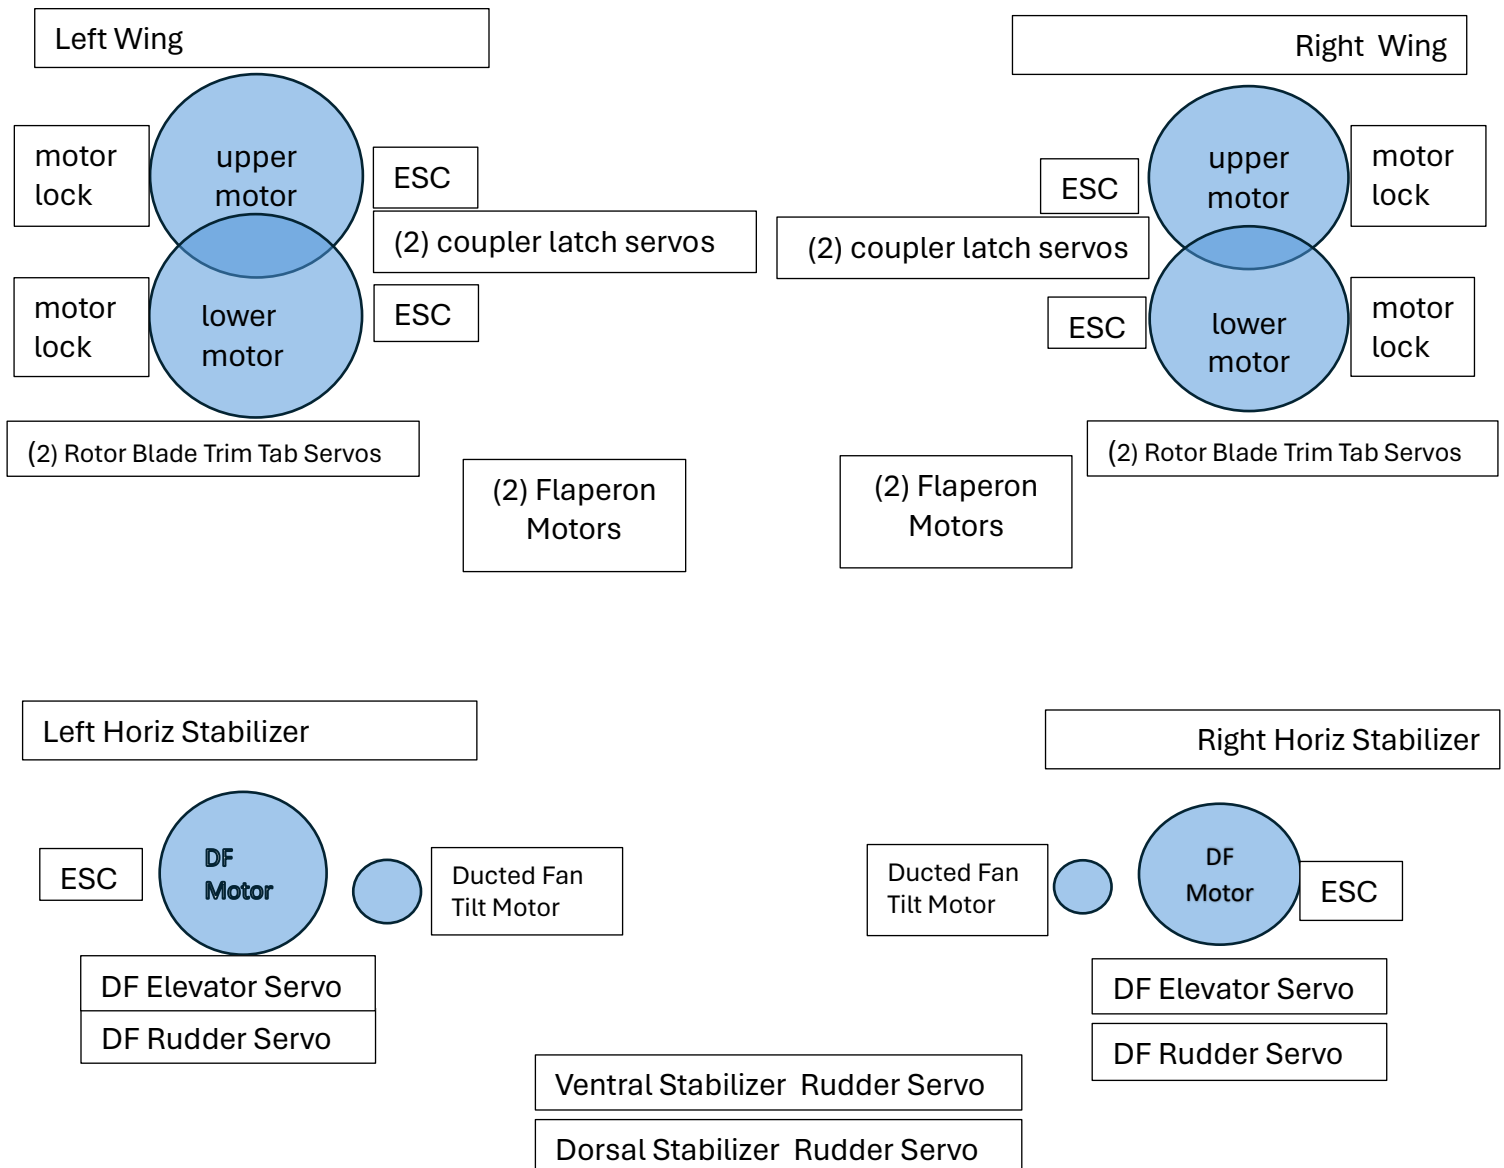 Left Wing
Right  Wing
motor
lock
upper
motor
ESC
ESC
upper
motor
motor
lock
(2) coupler latch servos
(2) coupler latch servos
motor
lock
lower
motor
ESC
ESC
lower
motor
motor
lock
(2) Rotor Blade Trim Tab Servos
(2) Rotor Blade Trim Tab Servos
(2) Flaperon
Motors
(2) Flaperon
Motors
Left Horiz Stabilizer
Right Horiz Stabilizer
ESC
DF
Motor
Ducted Fan
Tilt Motor
Ducted Fan
Tilt Motor
DF
Motor
ESC
DF Elevator Servo
DF Rudder Servo
DF Elevator Servo
DF Rudder Servo
Ventral Stabilizer  Rudder Servo
Dorsal Stabilizer  Rudder Servo